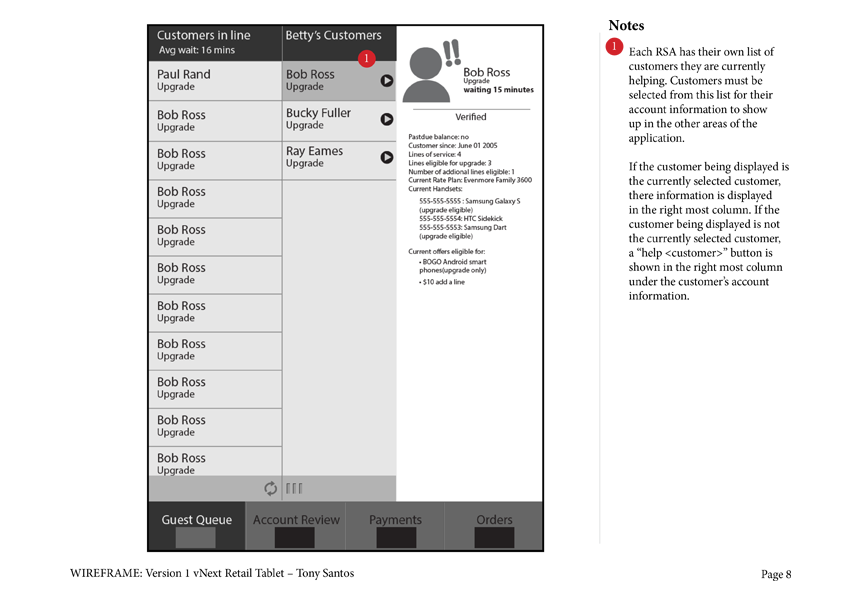 Customers in line
Avg wait: 16 mins
Paul Rand
Upgrade
Bob Ross
Upgrade
Bob Ross
Upgrade
Bob Ross
Upgrade
Bob Ross
Upgrade
Bob Ross
Upgrade
Bob Ross
Upgrade
Bob Ross
Upgrade
Bob Ross
Upgrade
Bob Ross
Upgrade
Bob Ross
Upgrade
Betty's Customers
1
Bob Ross
Upgrade
Bucky Fuller
Upgrade
Ray Eames
Upgrade
!!
Bob Ross
Upgrade
waiting 15 minutes
Verified
Pastdue balance: no
Customer since: June 01 2005
Lines of service: 4
Lines eligible for upgrade: 3
Number of addional lines eligible: 1
Current Rate Plan: Evenmore Family 3600
Current Handsets:
555-555-5555 : Samsung Galaxy S
(upgrade eligible)
555-555-5554: HTC Sidekick
555-555-5553: Samsung Dart
(upgrade eligible)
Current offers eligible for:
• BOGO Android smart
phones(upgrade only)
• $10 add a line
Guest Queue
Account Review
Payments
Orders
Notes
1
Each RSA has their own list of
customers they are currently
helping. Customers must be
selected from this list for their
account information to show
up in the other areas of the
application.
If the customer being displayed is
the currently selected customer,
there information is displayed
in the right most column. If the
customer being displayed is not
the currently selected customer,
a “help <customer>” button is
shown in the right most column
under the customer's account
information.
WIREFRAME: Version 1 vNext Retail Tablet – Tony Santos
Page 8